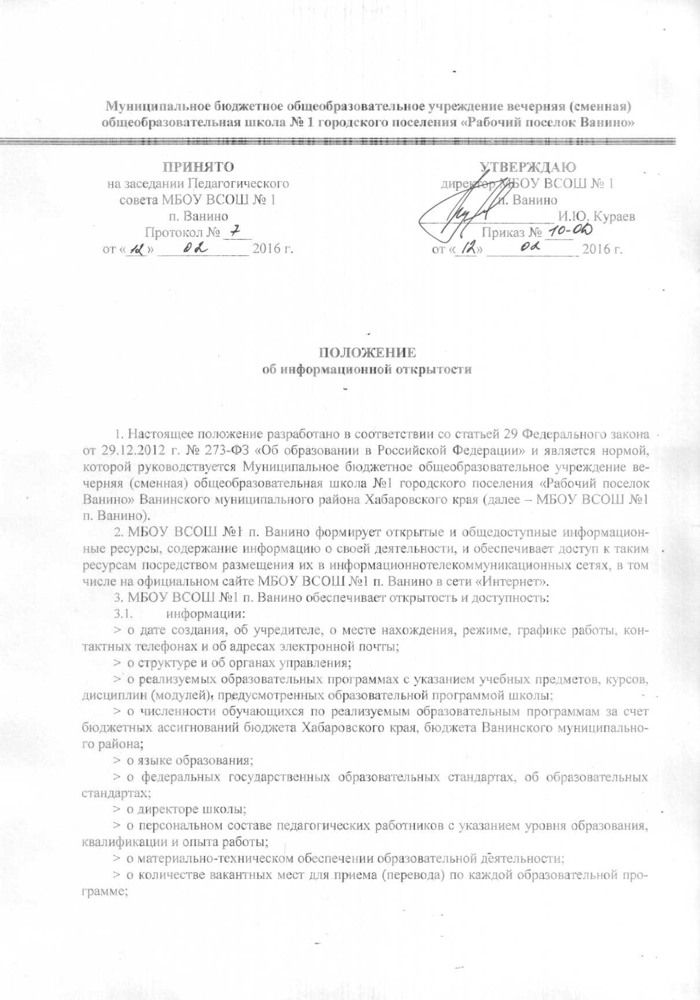 Муниципальное бюджетное общеобразовательное учреждение вечерняя (сменная)
общеобразовательная школа № 1 городского поселения «Рабочий поселок Ванино»
ПРИНЯТО
на заседании Педагогического
совета МБОУ ВСОШ № 1
п. Ванино
Протокол № 7
от «12» 02 2016 г.
УТВЕРЖДАЮ
директор МБОУ ВСОШ № 1
п. Ванино
И.Ю. Кураев
Приказ № 10-ОД
от «12» 02 2016 г.
ПОЛОЖЕНИЕ
об информационной открытости
1. Настоящее положение разработано в соответствии со статьей 29 Федерального закона
от 29.12.2012 г. № 273-ФЗ «Об образовании в Российской Федерации» и является нормой,
которой руководствуется Муниципальное бюджетное общеобразовательное учреждение ве-
черняя (сменная) общеобразовательная школа №1 городского поселения «Рабочий поселок
Ванино» Ванинского муниципального района Хабаровского края (далее – МБОУ ВСОШ №1
п. Ванино).
2. МБОУ ВСОШ №1 п. Ванино формирует открытые и общедоступные информацион-
ные ресурсы, содержание информацию о своей деятельности, и обеспечивает доступ к таким
ресурсам посредством размещения их в информационнотелекоммуникационных сетях, в том
числе на официальном сайте МБОУ ВСОШ №1 п. Ванино в сети «Интернет».
3. МБОУ ВСОШ №1 п. Ванино обеспечивает открытость и доступность:
3.1. информации:
> о дате создания, об учредителе, о месте нахождения, режиме, графике работы, кон-
тактных телефонах и об адресах электронной почты;
> о структуре и об органах управления;
> о реализуемых образовательных программах с указанием учебных предметов, курсов,
дисциплин (модулей), предусмотренных образовательной программой школы;
> о численности обучающихся по реализуемым образовательным программам за счет
бюджетных ассигнований бюджета Хабаровского края, бюджета Ванинского муниципально-
го района;
> о языке образования;
> о федеральных государственных образовательных стандартах, об образовательных
стандартах;
> о директоре школы;
> о персональном составе педагогических работников с указанием уровня образования,
квалификации и опыта работы;
> о материально-техническом обеспечении образовательной деятельности;
> о количестве вакантных мест для приема (перевода) по каждой образовательной про-
грамме;